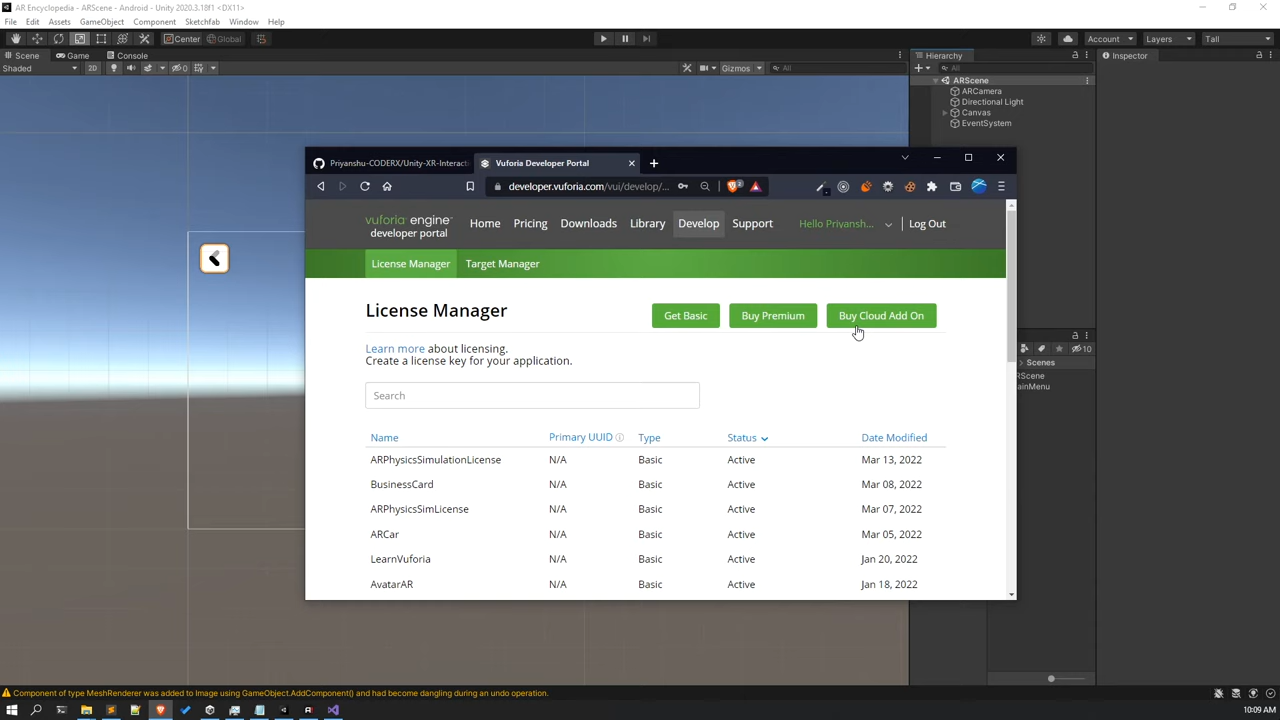 AR Encyclopedia - ARScene - Android - Unity 2020.3.18f1 <DX11>
File Edit Assets GameObject Component Sketchfab Window Help
Center Global Account Layers Tall
Scene Game Console Hierarchy Inspector
Shaded 2D Gizmos All All
ARScene
ARCamera
Directional Light
Canvas
EventSystem
Priyanshu-CODERX/Unity-XR-Interacti
Vuforia Developer Portal
developer.vuforia.com/vui/develop/...
vuforia engine
developer portal
Home Pricing Downloads Library Develop Support Hello Priyansh... Log Out
License Manager Target Manager
License Manager Get Basic Buy Premium Buy Cloud Add On
Learn more about licensing.
Create a license key for your application.
Search
Name Primary UUID Type Status Date Modified
ARPhysicsSimulationLicense N/A Basic Active Mar 13, 2022
BusinessCard N/A Basic Active Mar 08, 2022
ARPhysicsSimLicense N/A Basic Active Mar 07, 2022
ARCar N/A Basic Active Mar 05, 2022
LearnVuforia N/A Basic Active Jan 20, 2022
AvatarAR N/A Basic Active Jan 18, 2022
10
Scenes
RScene
ainMenu
Component of type MeshRenderer was added to Image using GameObject.AddComponent() and had become dangling during an undo operation.
10:09 AM